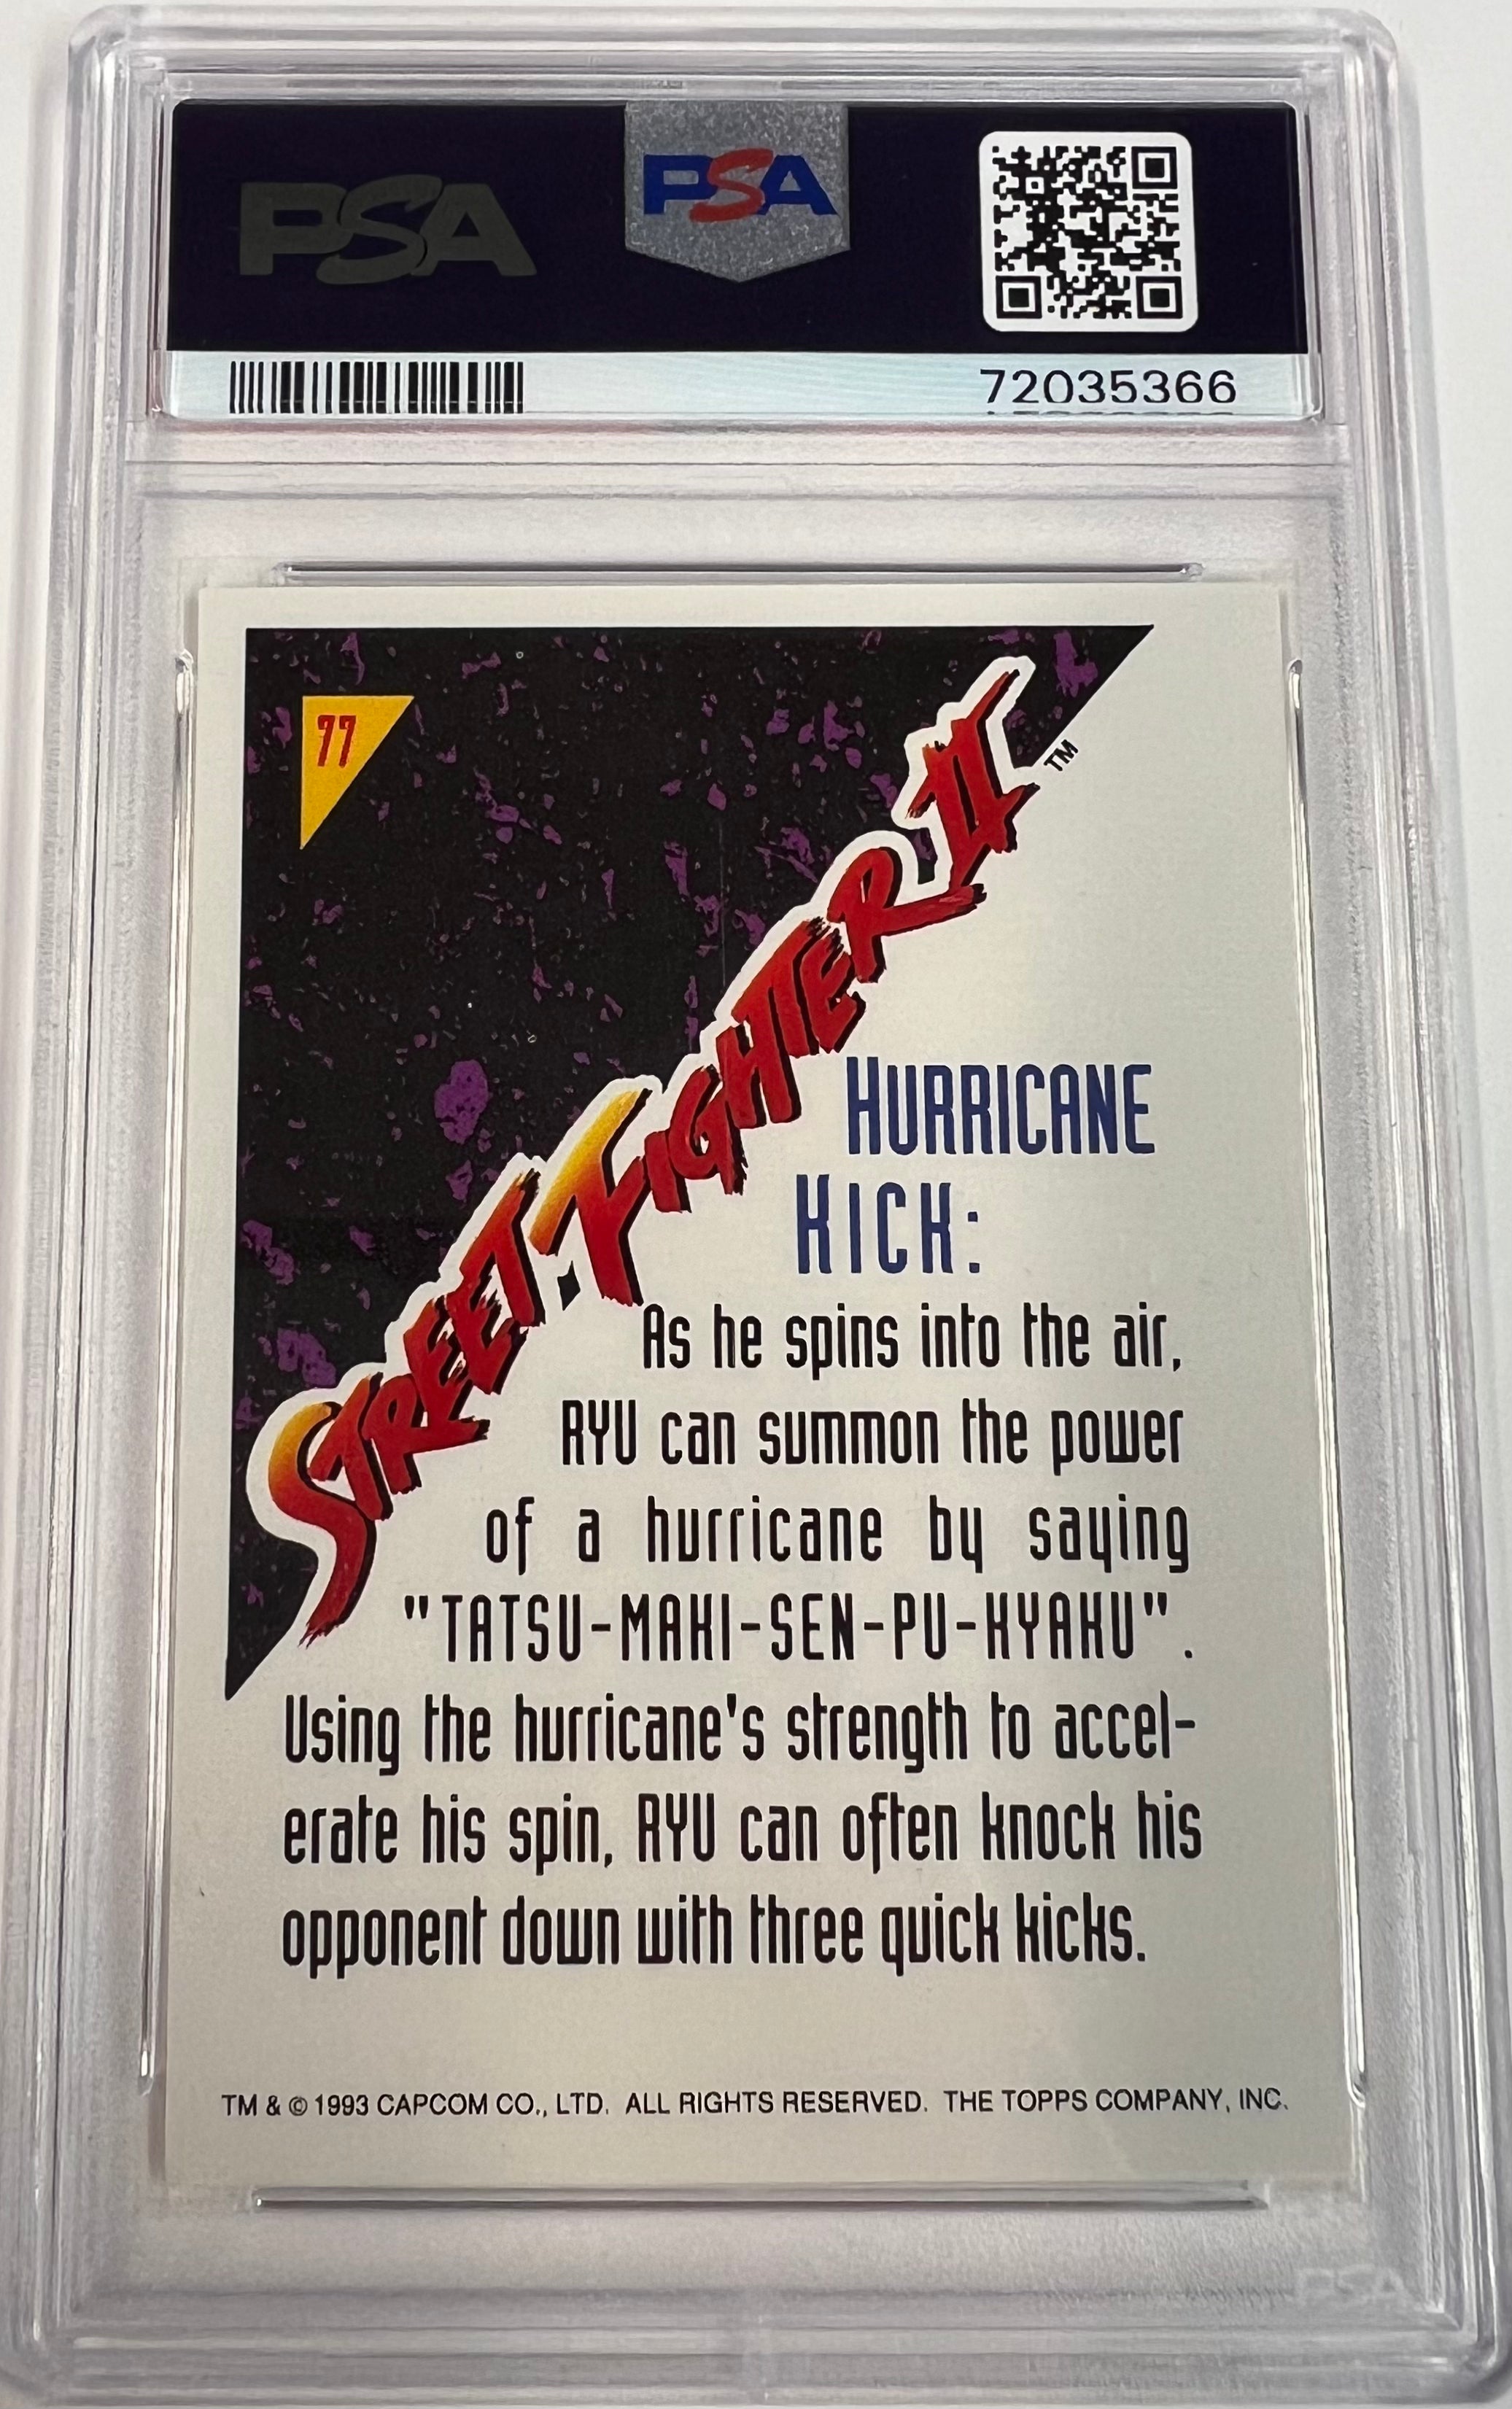 PSA
PSA
72035366
77
STREET FIGHTER II
TM
HURRICANE
KICK:
As he spins into the air,
RYU can summon the power
of a hurricane by saying
"TATSU-MAKI-SEN-PU-KYAKU".
Using the hurricane's strength to accel-
erate his spin, RYU can often knock his
opponent down with three quick kicks.
TM & © 1993 CAPCOM CO., LTD. ALL RIGHTS RESERVED. THE TOPPS COMPANY, INC.
PSA